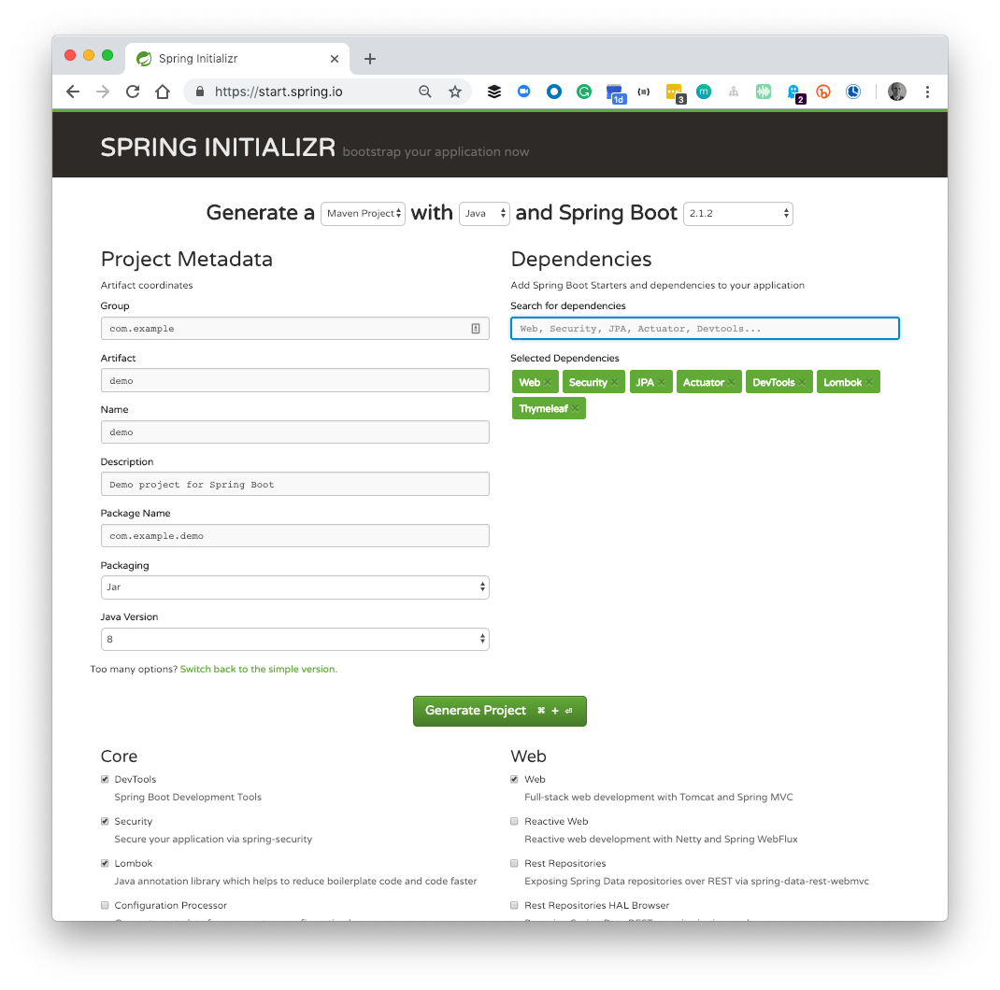 Spring Initializr
https://start.spring.io
1d
3
m
2
SPRING INITIALIZR bootstrap your application now
Generate a Maven Project with Java and Spring Boot 2.1.2
Project Metadata
Artifact coordinates
Group
com.example
Artifact
demo
Name
demo
Description
Demo project for Spring Boot
Package Name
com.example.demo
Packaging
Jar
Java Version
8
Too many options? Switch back to the simple version.
Dependencies
Add Spring Boot Starters and dependencies to your application
Search for dependencies
Web, Security, JPA, Actuator, Devtools...
Selected Dependencies
Web × Security × JPA × Actuator × DevTools × Lombok ×
Thymeleaf ×
Generate Project ⌘ + ⏎
Core
DevTools
Spring Boot Development Tools
Security
Secure your application via spring-security
Lombok
Java annotation library which helps to reduce boilerplate code and code faster
Configuration Processor
Web
Web
Full-stack web development with Tomcat and Spring MVC
Reactive Web
Reactive web development with Netty and Spring WebFlux
Rest Repositories
Exposing Spring Data repositories over REST via spring-data-rest-webmvc
Rest Repositories HAL Browser